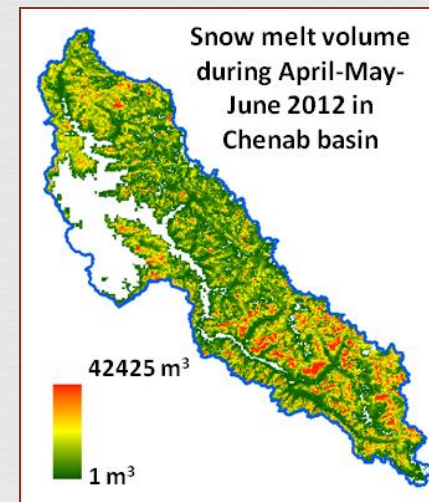 Snow melt volume
during April-May-
June 2012 in
Chenab basin
42425 m³
1 m³